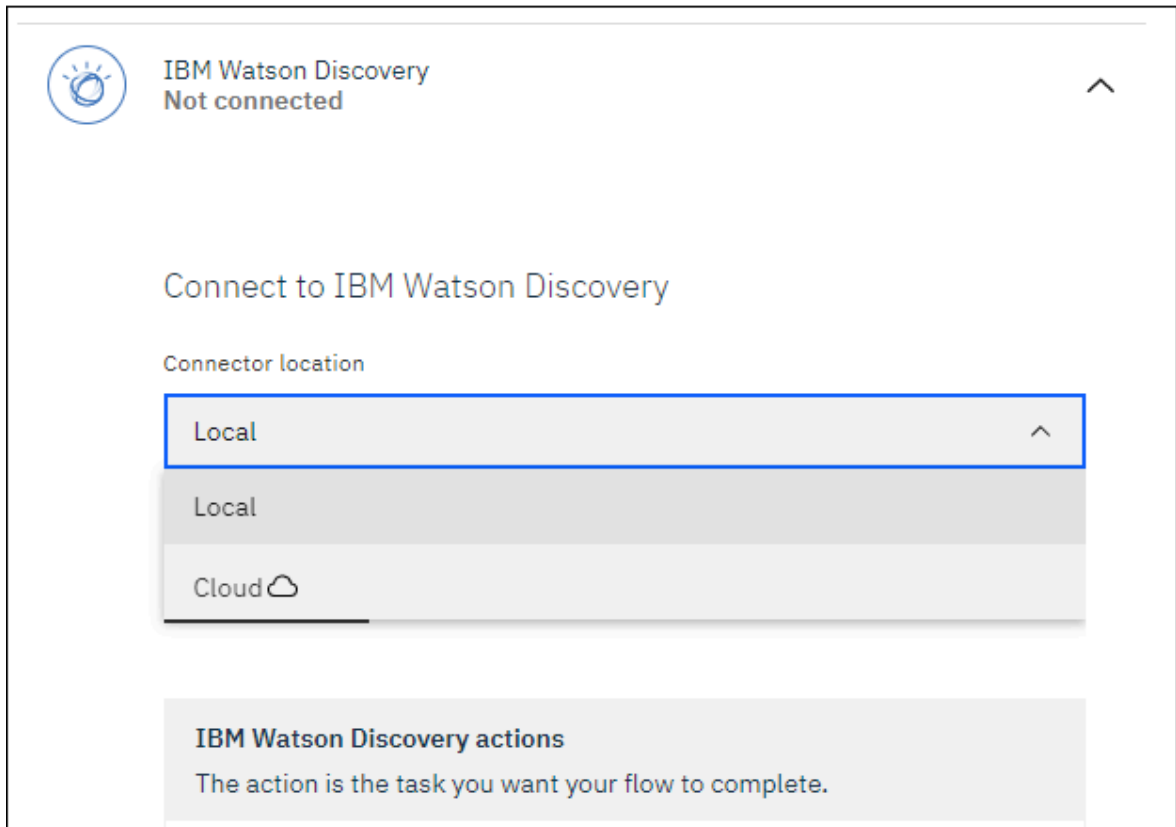 IBM Watson Discovery
Not connected
Connect to IBM Watson Discovery
Connector location
Local
Local
Cloud
IBM Watson Discovery actions
The action is the task you want your flow to complete.